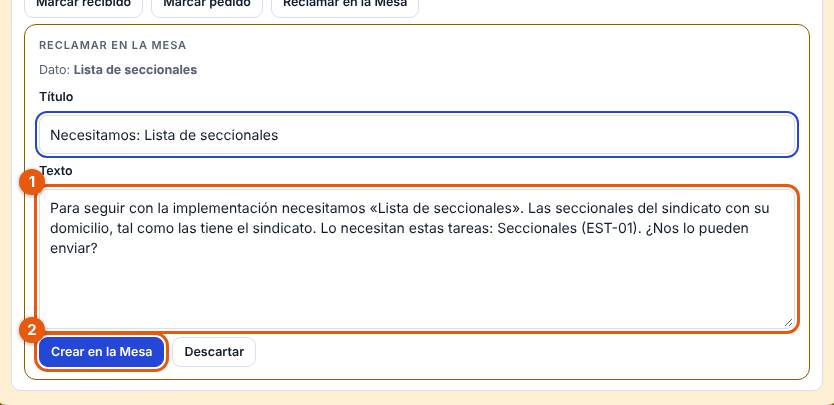 Marcar recibido Marcar pedido Reclamar en la Mesa
RECLAMAR EN LA MESA
Dato: Lista de seccionales
Título
Necesitamos: Lista de seccionales
Texto
1
Para seguir con la implementación necesitamos «Lista de seccionales». Las seccionales del sindicato con su
domicilio, tal como las tiene el sindicato. Lo necesitan estas tareas: Seccionales (EST-01). ¿Nos lo pueden
enviar?
2
Crear en la Mesa Descartar